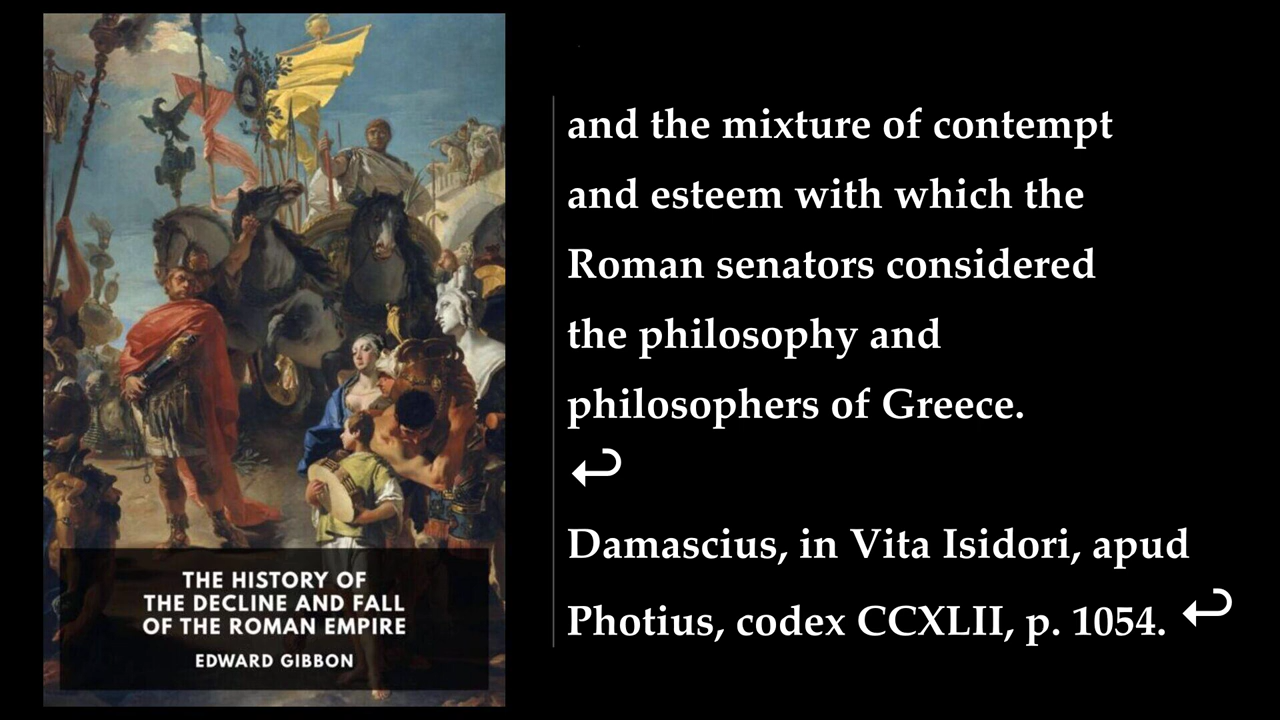 THE HISTORY OF
THE DECLINE AND FALL
OF THE ROMAN EMPIRE
EDWARD GIBBON
and the mixture of contempt
and esteem with which the
Roman senators considered
the philosophy and
philosophers of Greece.
↩
Damascius, in Vita Isidori, apud
Photius, codex CCXLII, p. 1054. ↩